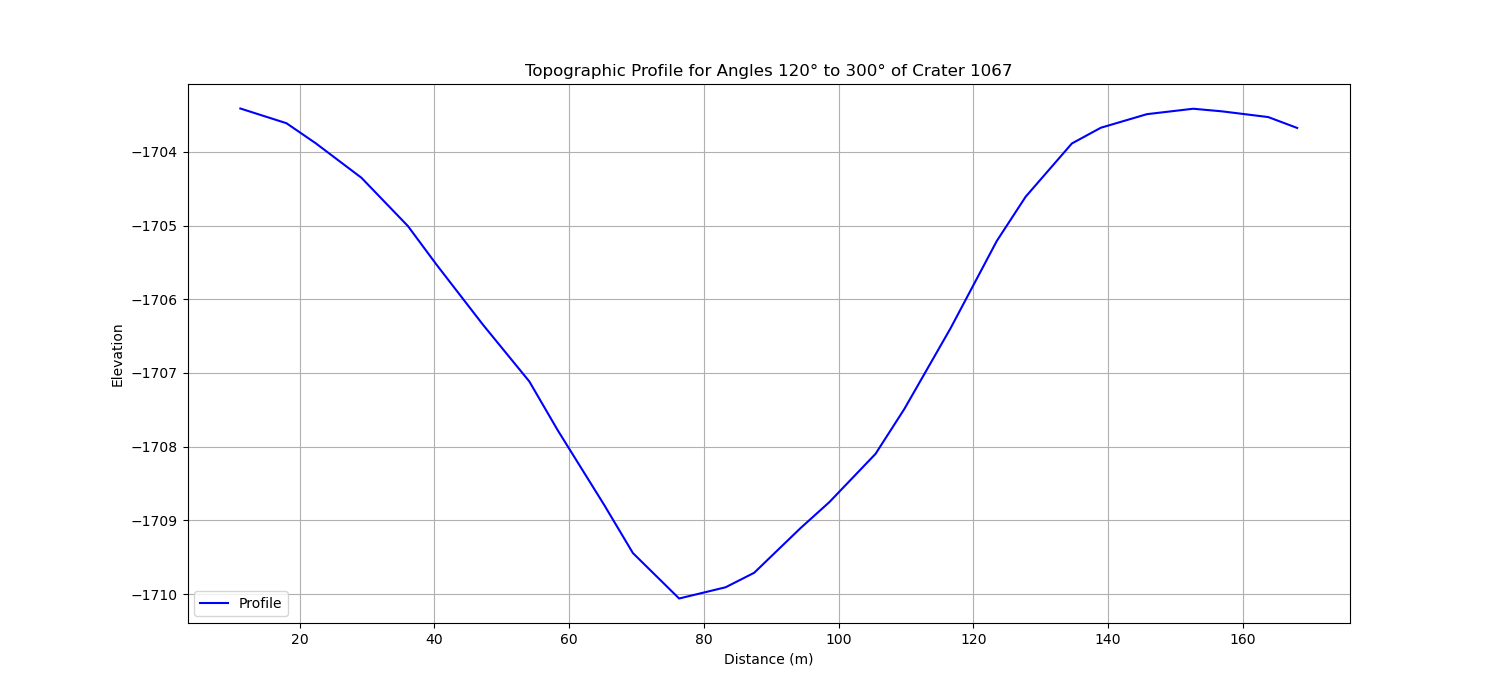 Topographic Profile for Angles 120° to 300° of Crater 1067
Elevation
−1704
−1705
−1706
−1707
−1708
−1709
−1710
Profile
20 40 60 80 100 120 140 160
Distance (m)